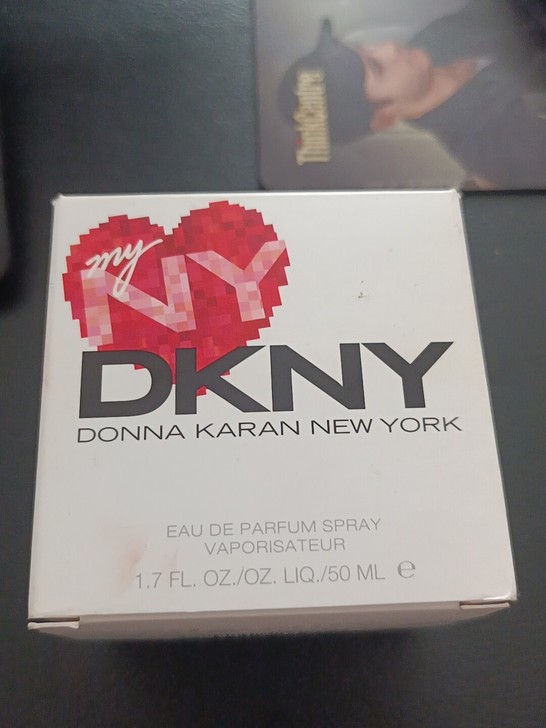 ThinkCentre
my
NY
DKNY
DONNA KARAN NEW YORK
EAU DE PARFUM SPRAY
VAPORISATEUR
1.7 FL. OZ./OZ. LIQ./50 ML ℮